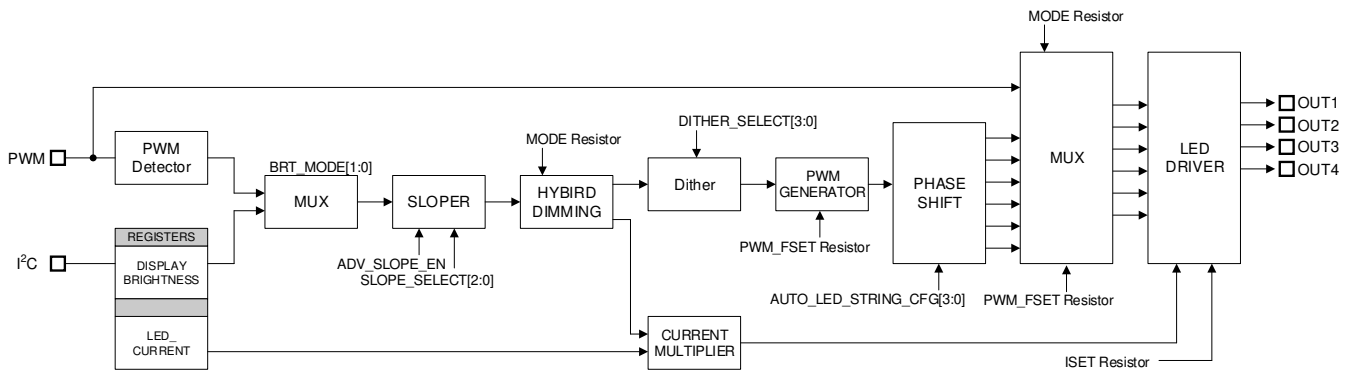 MODE Resistor
OUT1
OUT2
OUT3
OUT4
LED
DRIVER
MUX
PWM_FSET Resistor
ISET Resistor
DITHER_SELECT[3:0]
MODE Resistor
PWM
PWM
Detector
BRT_MODE[1:0]
MUX
SLOPER
HYBIRD
DIMMING
Dither
PWM
GENERATOR
PHASE
SHIFT
PWM_FSET Resistor
AUTO_LED_STRING_CFG[3:0]
ADV_SLOPE_EN
SLOPE_SELECT[2:0]
I²C
REGISTERS
DISPLAY
BRIGHTNESS
LED_
CURRENT
CURRENT
MULTIPLIER